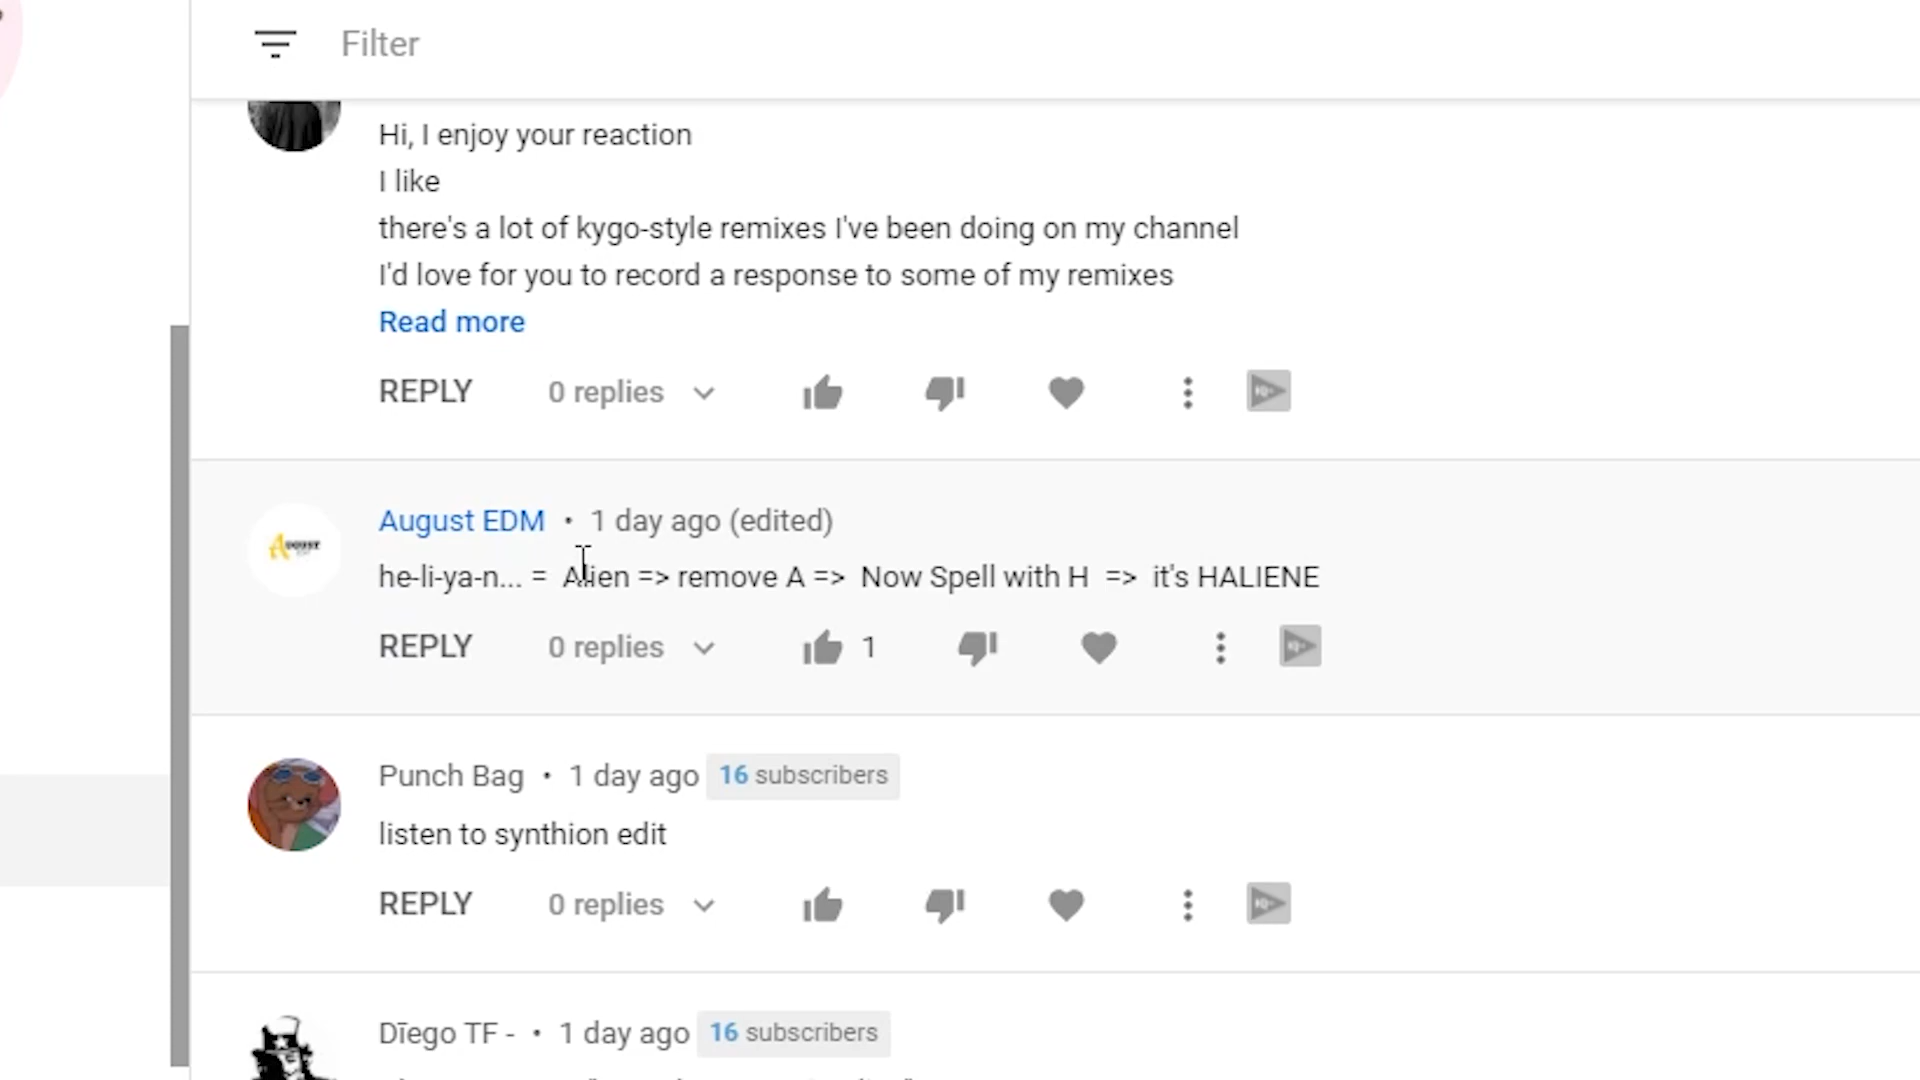 Filter
Hi, I enjoy your reaction
I like
there's a lot of kygo-style remixes I've been doing on my channel
I'd love for you to record a response to some of my remixes
Read more
REPLY 0 replies
August EDM • 1 day ago (edited)
he-li-ya-n... = Alien => remove A => Now Spell with H => it's HALIENE
REPLY 0 replies 1
Punch Bag • 1 day ago 16 subscribers
listen to synthion edit
REPLY 0 replies
Dīego TF - • 1 day ago 16 subscribers